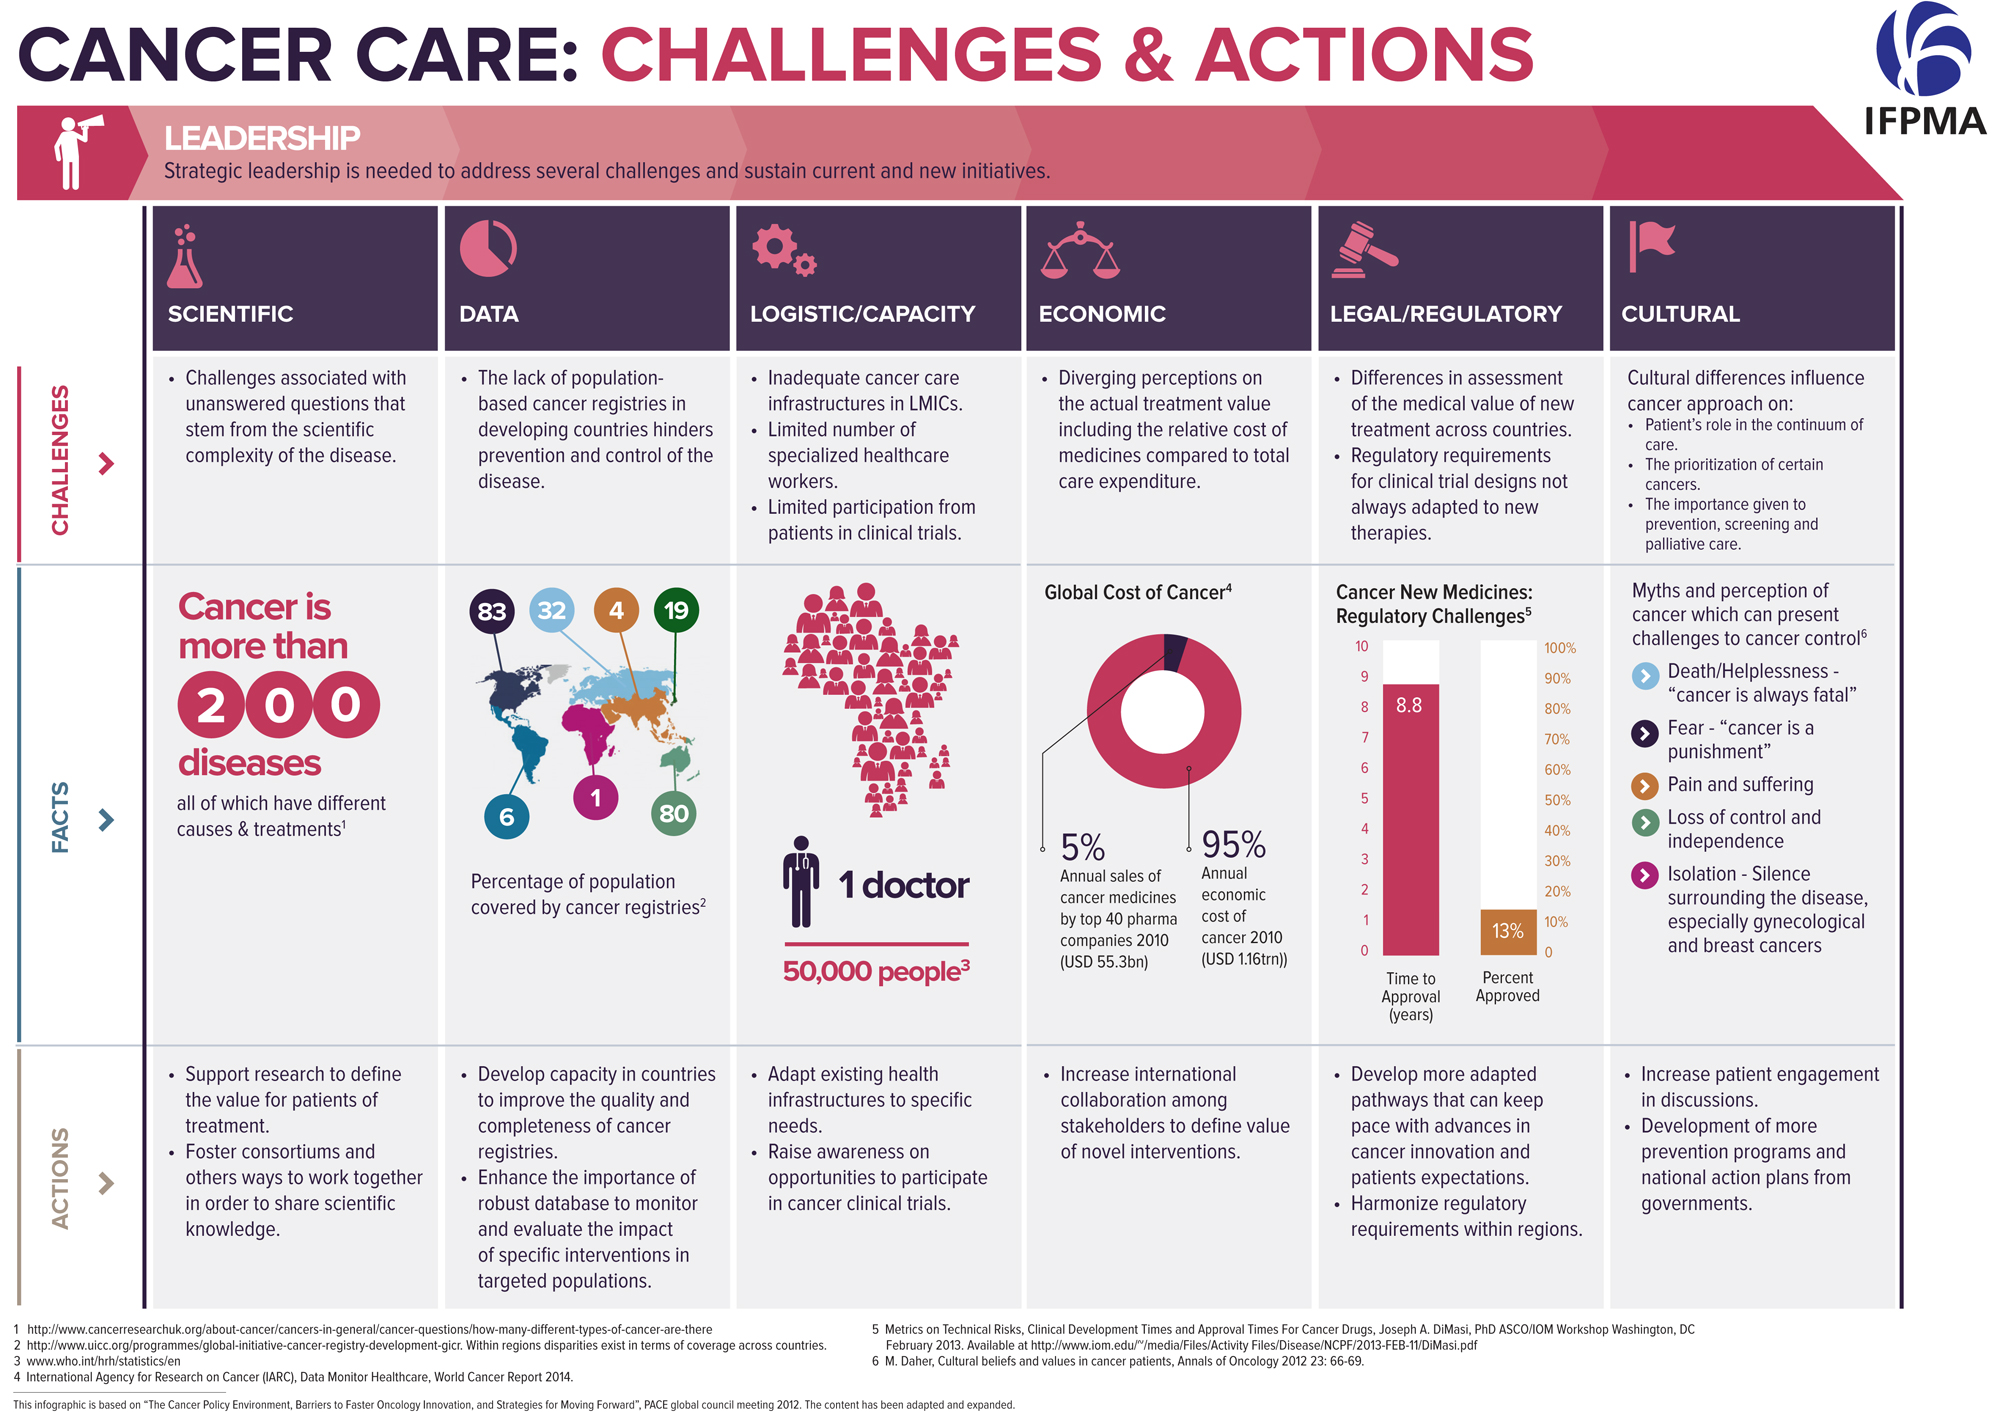 CANCER CARE: CHALLENGES & ACTIONS
IFPMA
LEADERSHIP
Strategic leadership is needed to address several challenges and sustain current and new initiatives.
SCIENTIFIC
DATA
LOGISTIC/CAPACITY
ECONOMIC
LEGAL/REGULATORY
CULTURAL
CHALLENGES
• Challenges associated with
unanswered questions that
stem from the scientific
complexity of the disease.
• The lack of population-
based cancer registries in
developing countries hinders
prevention and control of the
disease.
• Inadequate cancer care
infrastructures in LMICs.
• Limited number of
specialized healthcare
workers.
• Limited participation from
patients in clinical trials.
• Diverging perceptions on
the actual treatment value
including the relative cost of
medicines compared to total
care expenditure.
• Differences in assessment
of the medical value of new
treatment across countries.
• Regulatory requirements
for clinical trial designs not
always adapted to new
therapies.
Cultural differences influence
cancer approach on:
• Patient's role in the continuum of
care.
• The prioritization of certain
cancers.
• The importance given to
prevention, screening and
palliative care.
FACTS
Cancer is
more than
200
diseases
all of which have different
causes & treatments1
83
32
4
19
6
1
80
Percentage of population
covered by cancer registries2
1 doctor
50,000 people3
Global Cost of Cancer4
5%
Annual sales of
cancer medicines
by top 40 pharma
companies 2010
(USD 55.3bn)
95%
Annual
economic
cost of
cancer 2010
(USD 1.16trn))
Cancer New Medicines:
Regulatory Challenges5
10
9
8
7
6
5
4
3
2
1
0
8.8
13%
100%
90%
80%
70%
60%
50%
40%
30%
20%
10%
0
Time to
Approval
(years)
Percent
Approved
Myths and perception of
cancer which can present
challenges to cancer control6
Death/Helplessness -
“cancer is always fatal”
Fear - “cancer is a
punishment”
Pain and suffering
Loss of control and
independence
Isolation - Silence
surrounding the disease,
especially gynecological
and breast cancers
ACTIONS
• Support research to define
the value for patients of
treatment.
• Foster consortiums and
others ways to work together
in order to share scientific
knowledge.
• Develop capacity in countries
to improve the quality and
completeness of cancer
registries.
• Enhance the importance of
robust database to monitor
and evaluate the impact
of specific interventions in
targeted populations.
• Adapt existing health
infrastructures to specific
needs.
• Raise awareness on
opportunities to participate
in cancer clinical trials.
• Increase international
collaboration among
stakeholders to define value
of novel interventions.
• Develop more adapted
pathways that can keep
pace with advances in
cancer innovation and
patients expectations.
• Harmonize regulatory
requirements within regions.
• Increase patient engagement
in discussions.
• Development of more
prevention programs and
national action plans from
governments.
1 http://www.cancerresearchuk.org/about-cancer/cancers-in-general/cancer-questions/how-many-different-types-of-cancer-are-there
2 http://www.uicc.org/programmes/global-initiative-cancer-registry-development-gicr. Within regions disparities exist in terms of coverage across countries.
3 www.who.int/hrh/statistics/en
4 International Agency for Research on Cancer (IARC), Data Monitor Healthcare, World Cancer Report 2014.
5 Metrics on Technical Risks, Clinical Development Times and Approval Times For Cancer Drugs, Joseph A. DiMasi, PhD ASCO/IOM Workshop Washington, DC
February 2013. Available at http://www.iom.edu/~/media/Files/Activity Files/Disease/NCPF/2013-FEB-11/DiMasi.pdf
6 M. Daher, Cultural beliefs and values in cancer patients, Annals of Oncology 2012 23: 66-69.
This infographic is based on “The Cancer Policy Environment, Barriers to Faster Oncology Innovation, and Strategies for Moving Forward”, PACE global council meeting 2012. The content has been adapted and expanded.